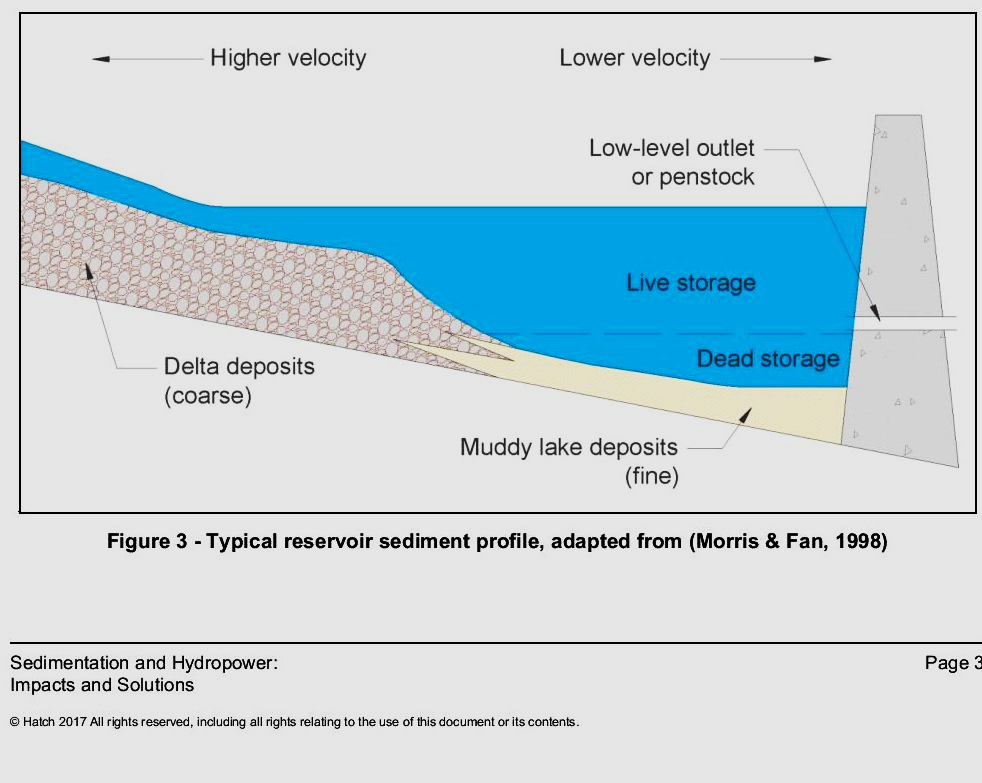 Higher velocity
Lower velocity
Low-level outlet
or penstock
Live storage
Dead storage
Delta deposits
(coarse)
Muddy lake deposits
(fine)
Figure 3 - Typical reservoir sediment profile, adapted from (Morris & Fan, 1998)
Sedimentation and Hydropower:
Impacts and Solutions
Page 3
© Hatch 2017 All rights reserved, including all rights relating to the use of this document or its contents.